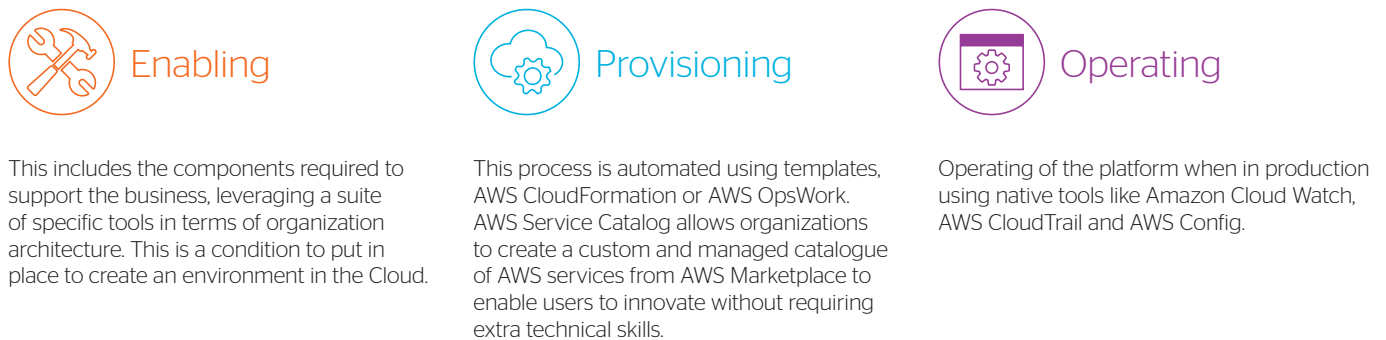 Enabling
This includes the components required to
support the business, leveraging a suite
of specific tools in terms of organization
architecture. This is a condition to put in
place to create an environment in the Cloud.
Provisioning
This process is automated using templates,
AWS CloudFormation or AWS OpsWork.
AWS Service Catalog allows organizations
to create a custom and managed catalogue
of AWS services from AWS Marketplace to
enable users to innovate without requiring
extra technical skills.
Operating
Operating of the platform when in production
using native tools like Amazon Cloud Watch,
AWS CloudTrail and AWS Config.